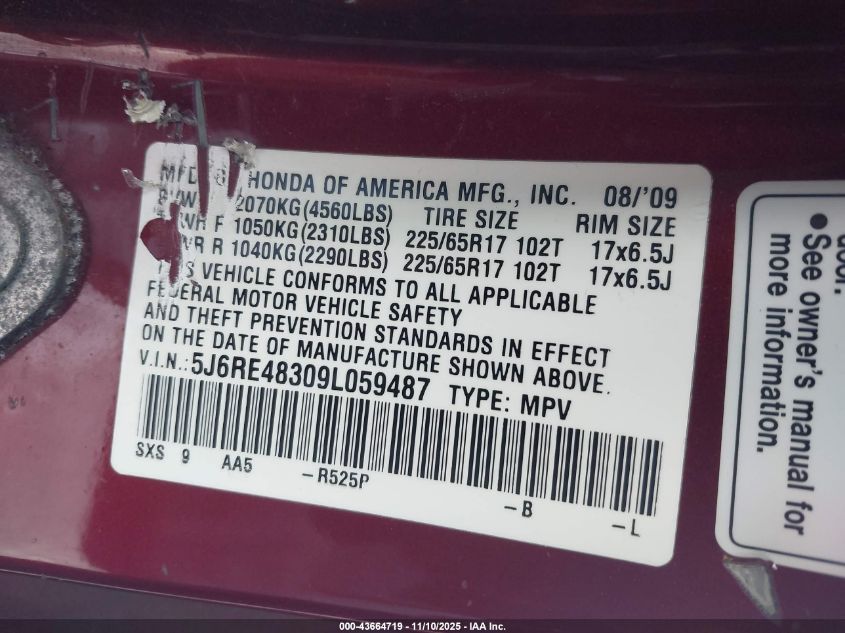 MFD HONDA OF AMERICA MFG., INC. 08/'09
2070KG(4560LBS) TIRE SIZE RIM SIZE
F 1050KG(2310LBS) 225/65R17 102T 17x6.5J
R 1040KG(2290LBS) 225/65R17 102T 17x6.5J
VEHICLE CONFORMS TO ALL APPLICABLE
FEDERAL MOTOR VEHICLE SAFETY
AND THEFT PREVENTION STANDARDS IN EFFECT
ON THE DATE OF MANUFACTURE SHOWN ABOVE.
V.I.N.: 5J6RE48309L059487 TYPE: MPV
SXS 9 AA5 -R525P -B -L
door.
● See owner's manual for
more information.
000-43664719 - 11/10/2025 - IAA Inc.